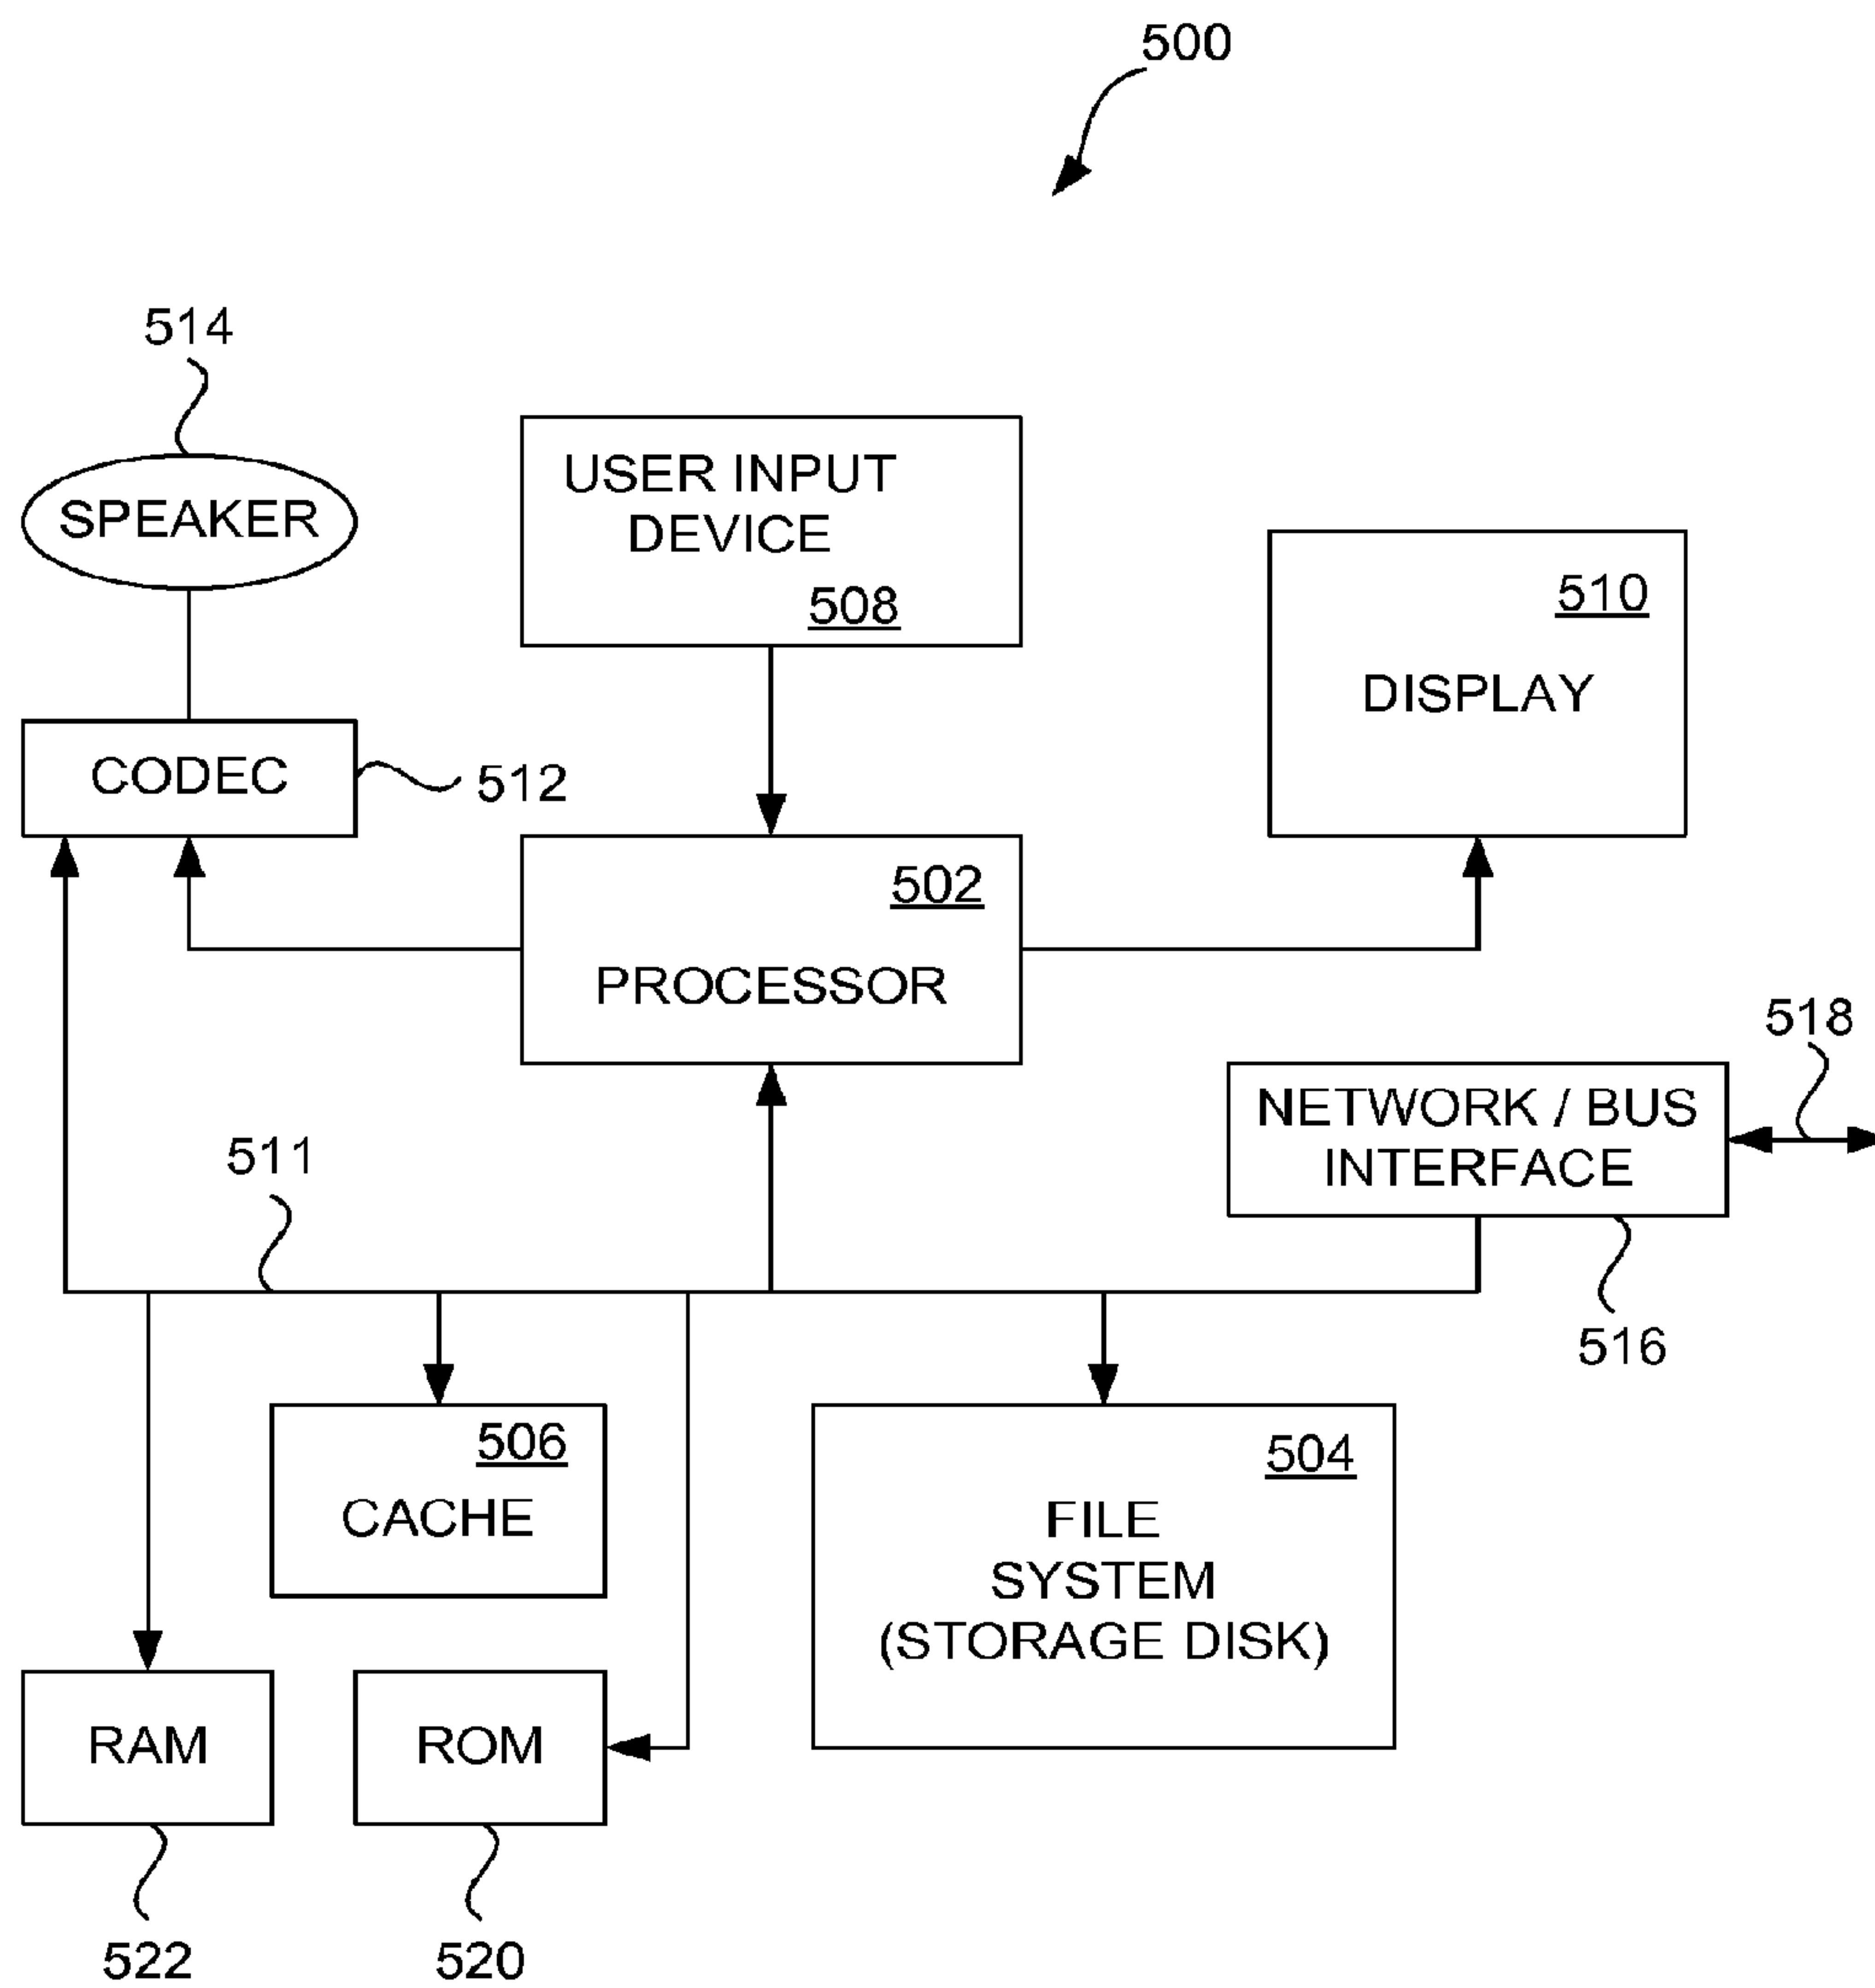 500
514
SPEAKER
USER INPUT
DEVICE
508
510
DISPLAY
CODEC
512
502
PROCESSOR
518
NETWORK / BUS
INTERFACE
511
516
506
CACHE
504
FILE
SYSTEM
(STORAGE DISK)
RAM
ROM
522
520